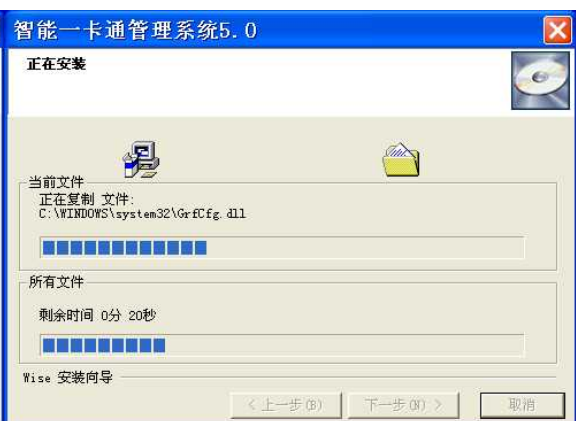 智能一卡通管理系统5.0
正在安装
当前文件
正在复制 文件:
C:\WINDOWS\system32\GrfCfg.dll
所有文件
剩余时间 0分 20秒
Wise 安装向导
< 上一步(B)
下一步(N) >
取消